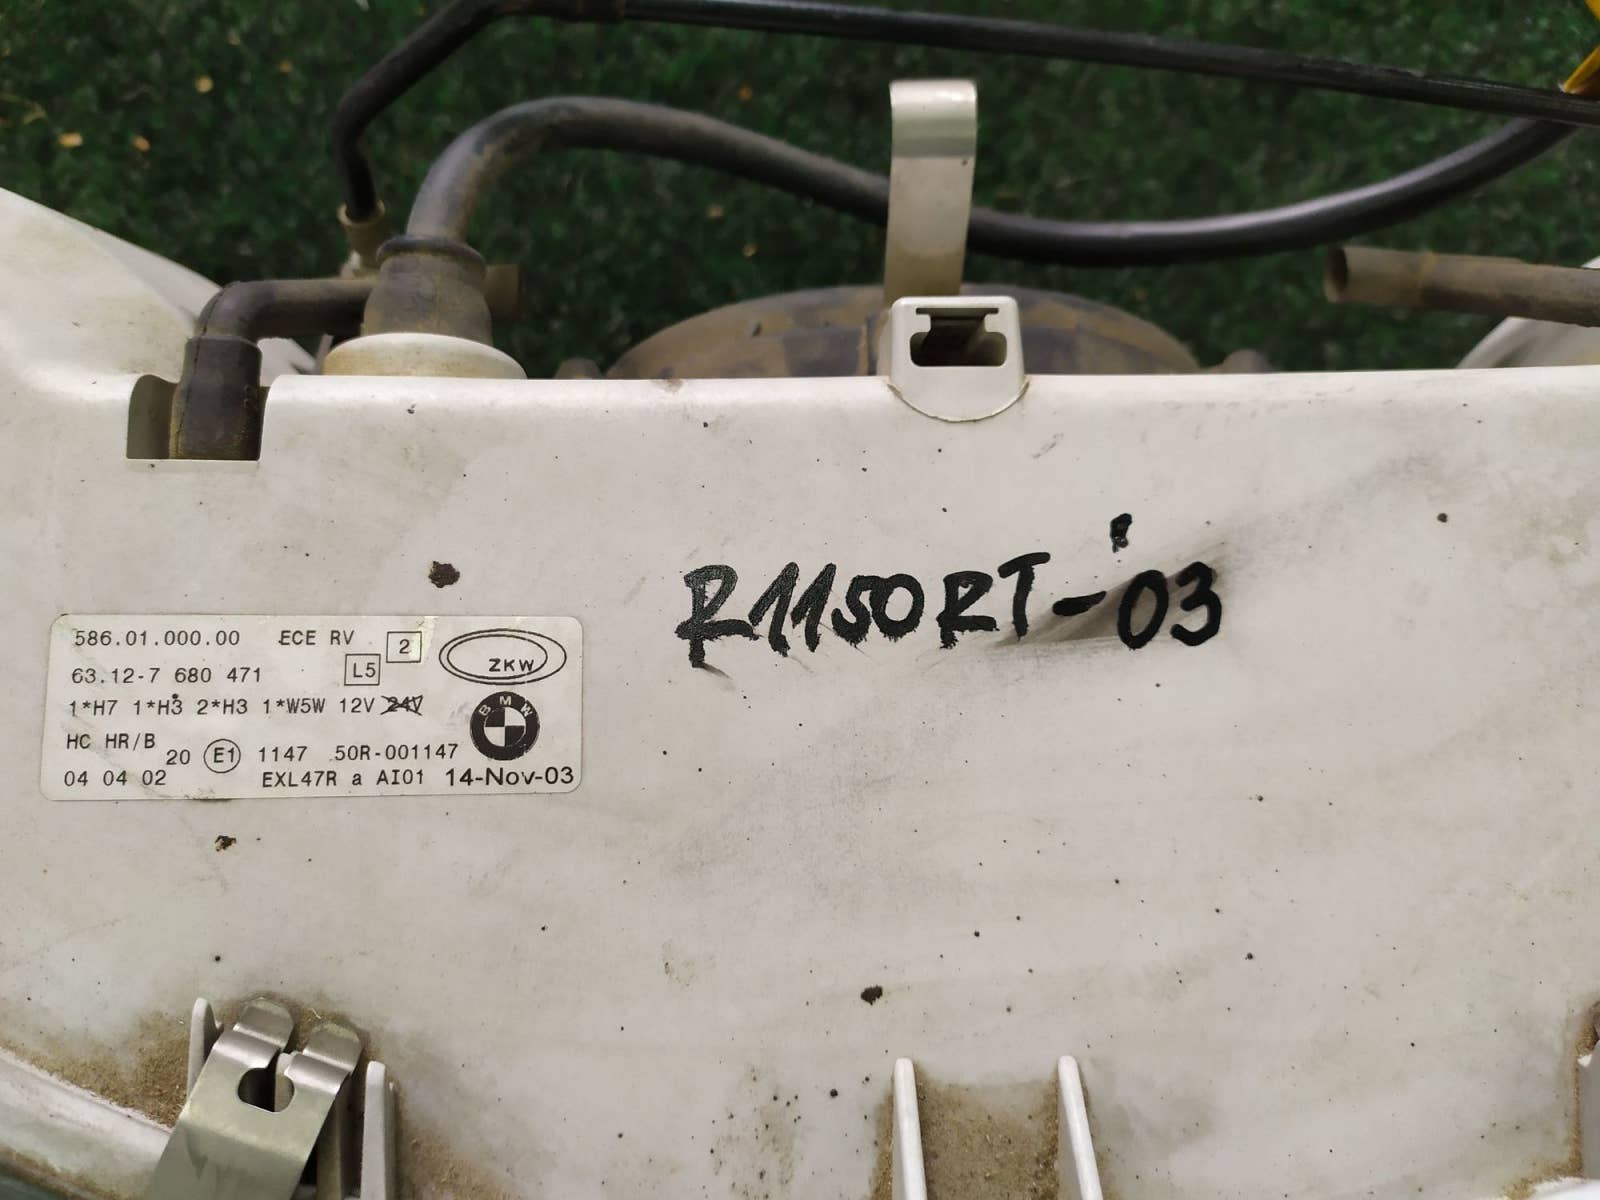 R1150RT-03
586.01.000.00 ECE RV 2
63.12-7 680 471 L5 ZKW
1*H7 1*H3 2*H3 1*W5W 12V 24V
BMW
HC HR/B 20 E1 1147 50R-001147
04 04 02 EXL47R a AI01 14-Nov-03